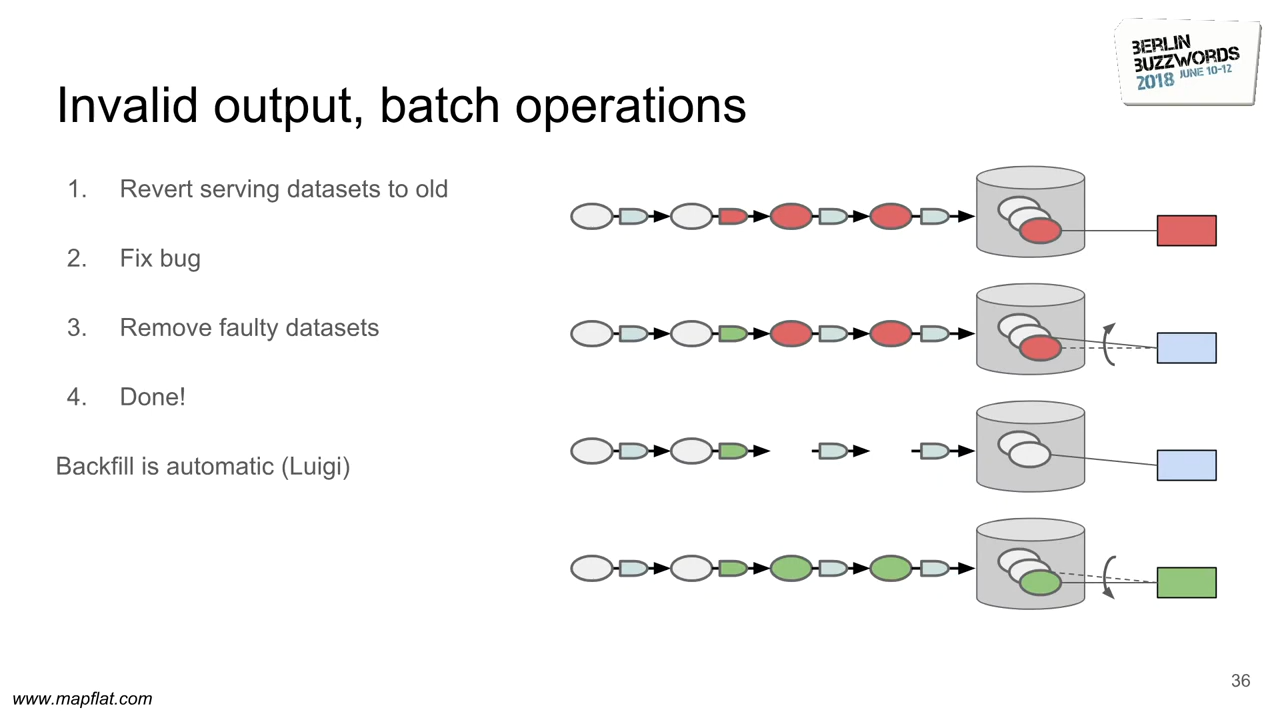 BERLIN
BUZZWORDS
2018 JUNE 10-12
Invalid output, batch operations
1. Revert serving datasets to old
2. Fix bug
3. Remove faulty datasets
4. Done!
Backfill is automatic (Luigi)
36
www.mapflat.com